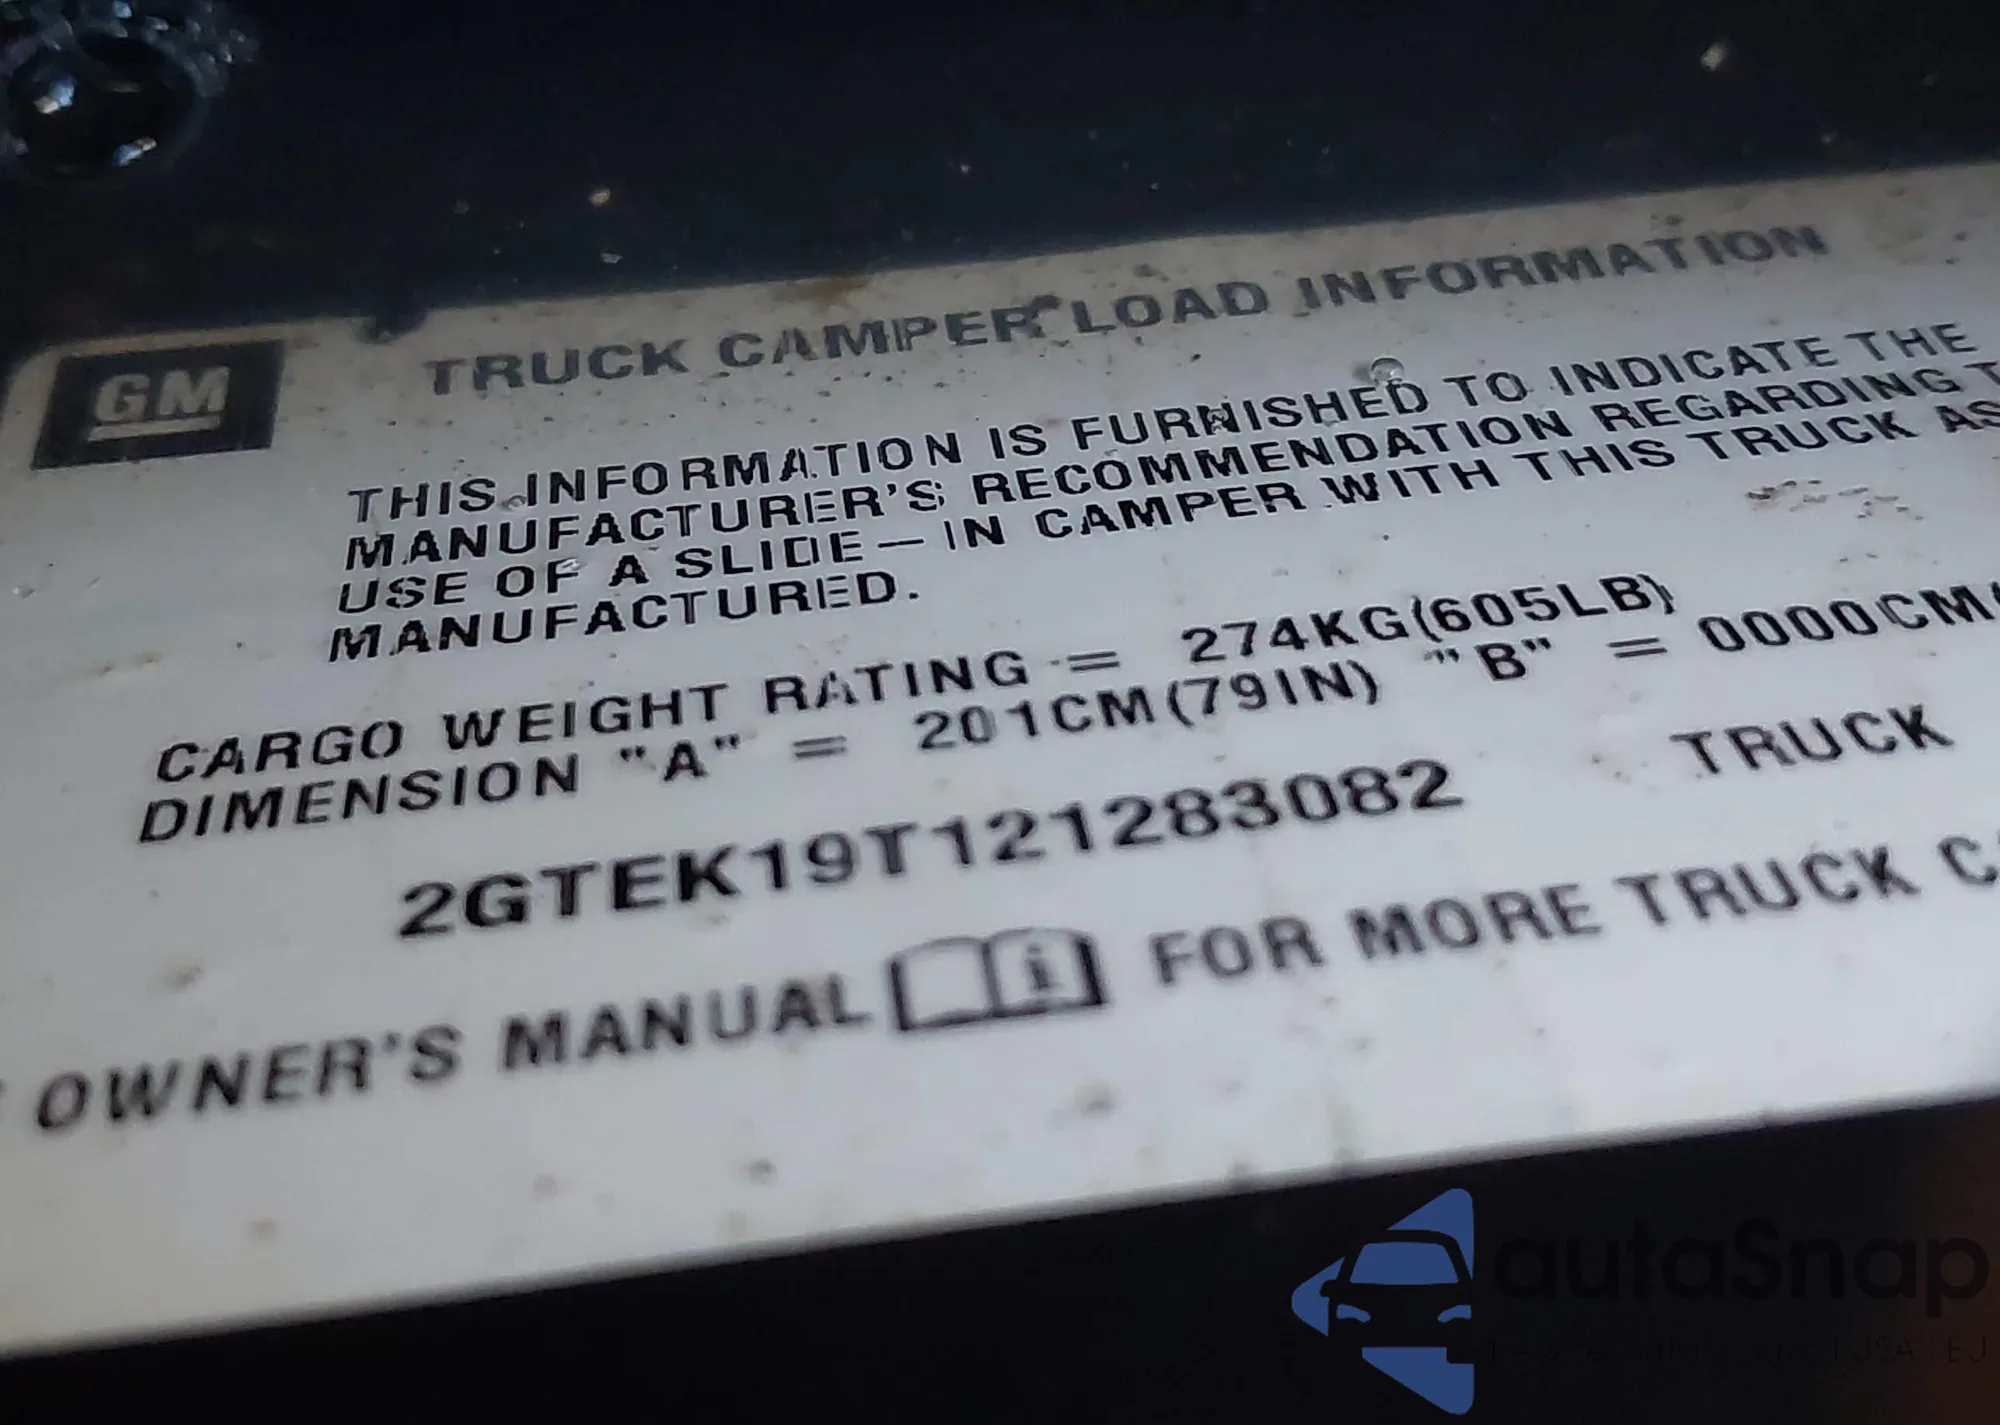 GM
TRUCK CAMPER LOAD INFORMATION
THIS INFORMATION IS FURNISHED TO INDICATE THE
MANUFACTURER'S RECOMMENDATION REGARDING
USE OF A SLIDE-IN CAMPER WITH THIS TRUCK AS
MANUFACTURED.
CARGO WEIGHT RATING = 274KG(605LB)
DIMENSION "A" = 201CM(79IN) "B" = 0000CM(
2GTEK19T121283082 TRUCK
OWNER'S MANUAL i FOR MORE TRUCK
autaSnap